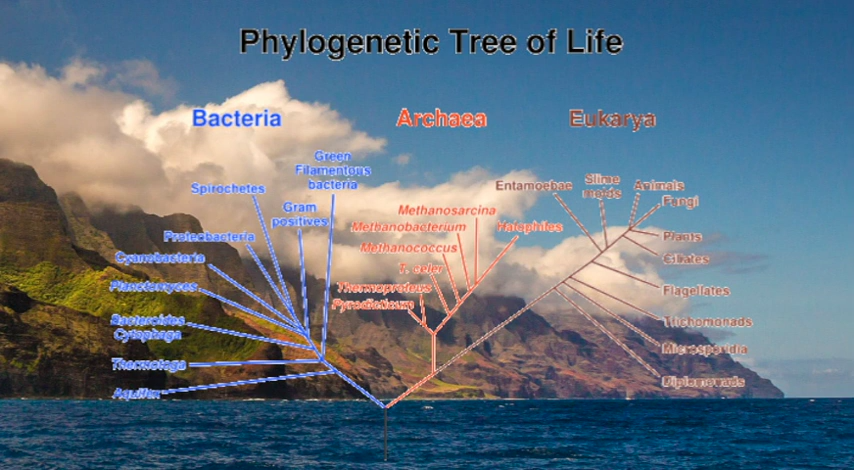 Phylogenetic Tree of Life
Bacteria
Archaea
Eukarya
Green
Filamentous
bacteria
Spirochetes
Gram
positives
Proteobacteria
Cyanobacteria
Planctomyces
Bacteroides
Cytophaga
Thermotoga
Aquifex
Methanosarcina
Methanobacterium
Halophiles
Methanococcus
T. celer
Thermoproteus
Pyrodicticum
Entamoebae
Slime
molds
Animals
Fungi
Plants
Ciliates
Flagellates
Trichomonads
Microsporidia
Diplomonads